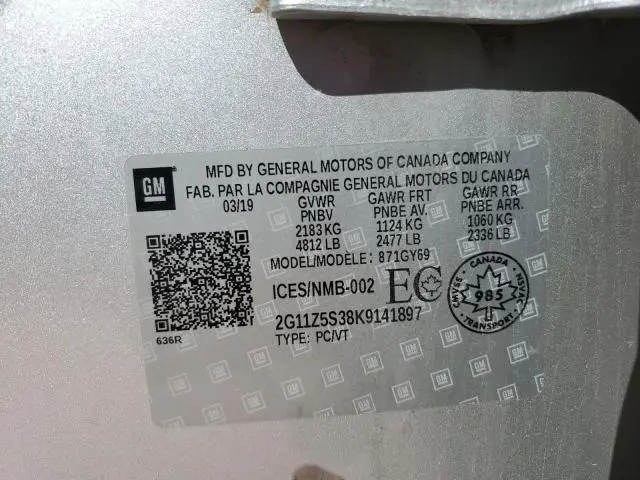 GM
MFD BY GENERAL MOTORS OF CANADA COMPANY
FAB. PAR LA COMPAGNIE GENERAL MOTORS DU CANADA
03/19 GVWR GAWR FRT GAWR RR
PNBV PNBE AV. PNBE ARR.
2183 KG 1124 KG 1060 KG
4812 LB 2477 LB 2336 LB
MODEL/MODÈLE: 871GY69
ICES/NMB-002 EC
CANADA
CMVSS 985 NSVAC
TRANSPORT
2G11Z5S38K9141897
TYPE: PC/VT
636R